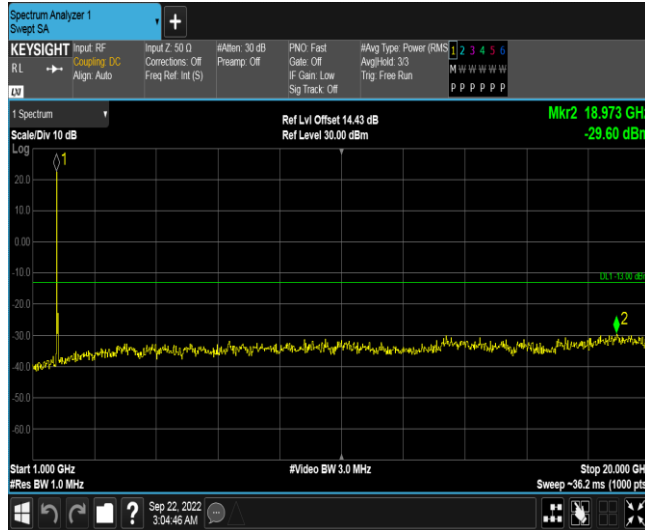 Spectrum Analyzer 1
Swept SA
+
KEYSIGHT Input: RF Input Z: 50 Ω #Atten: 30 dB PNO: Fast #Avg Type: Power (RMS 1 2 3 4 5 6
RL Coupling: DC Corrections: Off Preamp: Off Gate: Off Avg|Hold: 3/3 M W W W W W
Align: Auto Freq Ref: Int (S) IF Gain: Low Trig: Free Run
LXI Sig Track: Off P P P P P P
1 Spectrum Ref Lvl Offset 14.43 dB Mkr2 18.973 GH
Scale/Div 10 dB Ref Level 30.00 dBm -29.60 dBm
Log
1
20.0
10.0
0.00
-10.0
DL1 -13.00 dB
-20.0
2
-30.0
-40.0
-50.0
-60.0
Start 1.000 GHz #Video BW 3.0 MHz Stop 20.000 GH
#Res BW 1.0 MHz Sweep ~36.2 ms (1000 pts
? Sep 22, 2022
3:04:46 AM